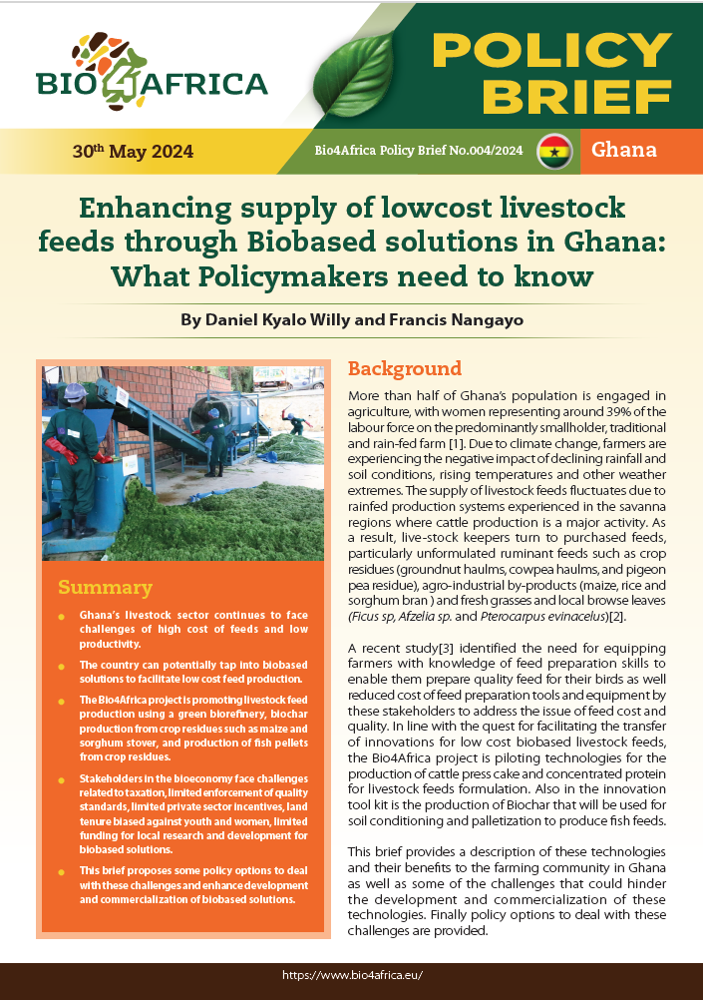 BIO4AFRICA
POLICY
BRIEF
30th May 2024
Bio4Africa Policy Brief No.004/2024
Ghana
Enhancing supply of lowcost livestock
feeds through Biobased solutions in Ghana:
What Policymakers need to know
By Daniel Kyalo Willy and Francis Nangayo
Summary
Ghana's livestock sector continues to face
challenges of high cost of feeds and low
productivity.
The country can potentially tap into biobased
solutions to facilitate low cost feed production.
The Bio4Africa project is promoting livestock feed
production using a green biorefinery, biochar
production from crop residues such as maize and
sorghum stover, and production of fish pellets
from crop residues.
Stakeholders in the bioeconomy face challenges
related to taxation, limited enforcement of quality
standards, limited private sector incentives, land
tenure biased against youth and women, limited
funding for local research and development for
biobased solutions.
This brief proposes some policy options to deal
with these challenges and enhance development
and commercialization of biobased solutions.
Background
More than half of Ghana's population is engaged in
agriculture, with women representing around 39% of the
labour force on the predominantly smallholder, traditional
and rain-fed farm [1]. Due to climate change, farmers are
experiencing the negative impact of declining rainfall and
soil conditions, rising temperatures and other weather
extremes. The supply of livestock feeds fluctuates due to
rainfed production systems experienced in the savanna
regions where cattle production is a major activity. As
a result, live-stock keepers turn to purchased feeds,
particularly unformulated ruminant feeds such as crop
residues (groundnut haulms, cowpea haulms, and pigeon
pea residue), agro-industrial by-products (maize, rice and
sorghum bran ) and fresh grasses and local browse leaves
(Ficus sp, Afzelia sp. and Pterocarpus evinacelus)[2].
A recent study[3] identified the need for equipping
farmers with knowledge of feed preparation skills to
enable them prepare quality feed for their birds as well
reduced cost of feed preparation tools and equipment by
these stakeholders to address the issue of feed cost and
quality. In line with the quest for facilitating the transfer
of innovations for low cost biobased livestock feeds,
the Bio4Africa project is piloting technologies for the
production of cattle press cake and concentrated protein
for livestock feeds formulation. Also in the innovation
tool kit is the production of Biochar that will be used for
soil conditioning and palletization to produce fish feeds.
This brief provides a description of these technologies
and their benefits to the farming community in Ghana
as well as some of the challenges that could hinder
the development and commercialization of these
technologies. Finally policy options to deal with these
challenges are provided.
https://www.bio4africa.eu/